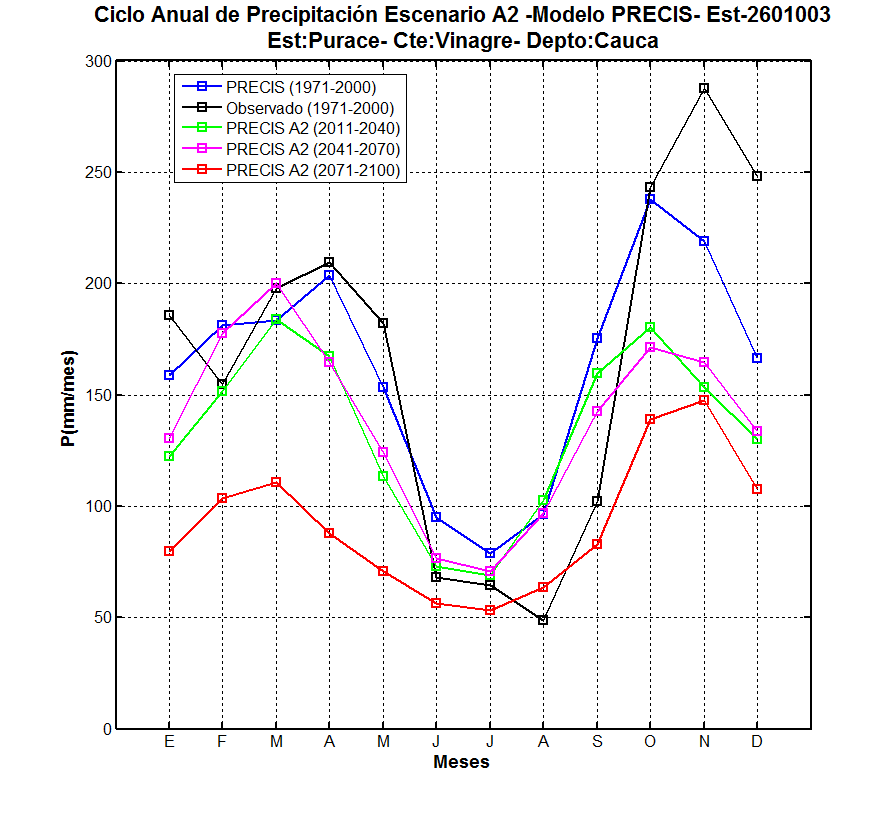 Ciclo Anual de Precipitación Escenario A2 -Modelo PRECIS- Est-2601003
Est:Purace- Cte:Vinagre- Depto:Cauca
PRECIS (1971-2000)
Observado (1971-2000)
PRECIS A2 (2011-2040)
PRECIS A2 (2041-2070)
PRECIS A2 (2071-2100)
P(mm/mes)
300
250
200
150
100
50
0
E F M A M J J A S O N D
Meses